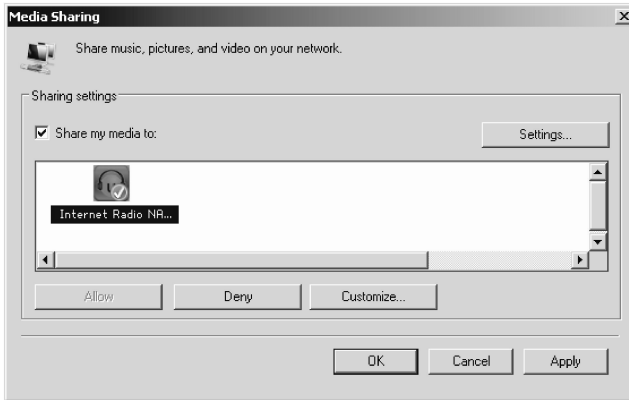 Media Sharing
Share music, pictures, and video on your network.
Sharing settings
Share my media to:
Settings...
Internet Radio NA...
Allow
Deny
Customize...
OK
Cancel
Apply